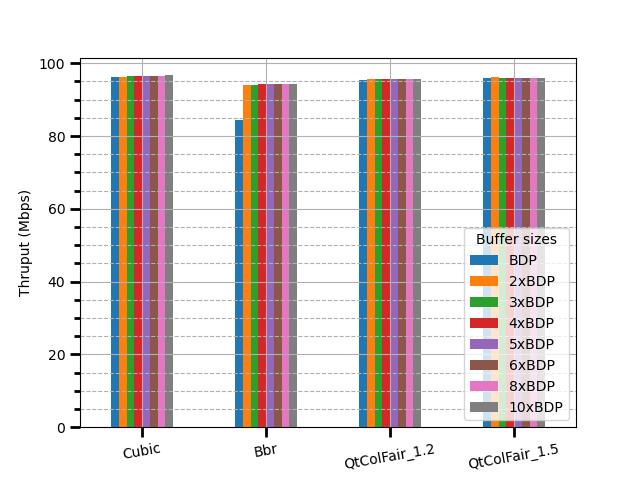 100
80
60
40
20
0
Thruput (Mbps)
Cubic
Bbr
QtColFair_1.2
QtColFair_1.5
Buffer sizes
BDP
2xBDP
3xBDP
4xBDP
5xBDP
6xBDP
8xBDP
10xBDP